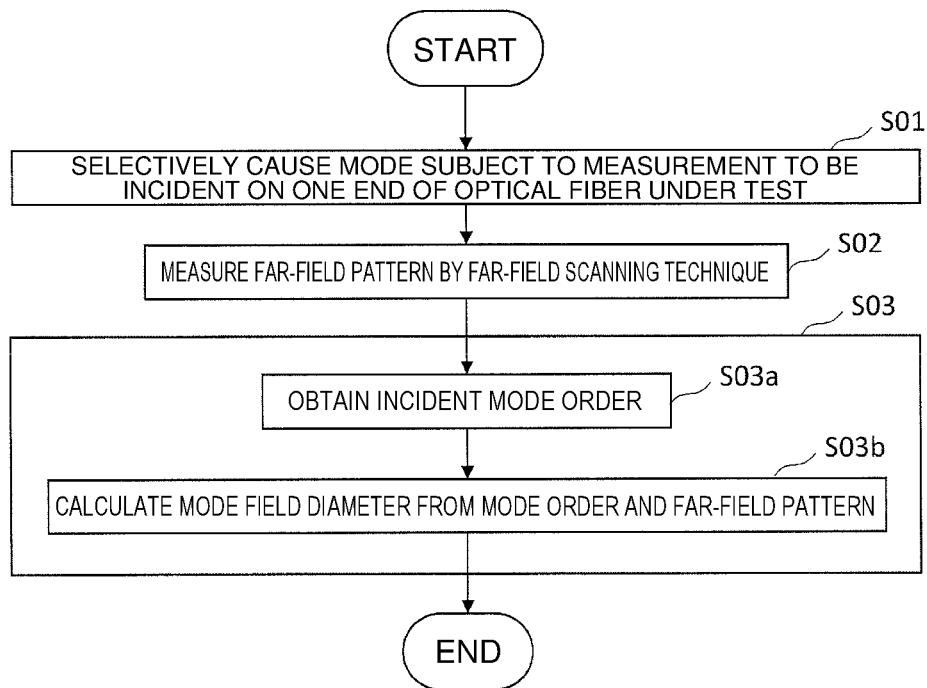 START
S01
SELECTIVELY CAUSE MODE SUBJECT TO MEASUREMENT TO BE
INCIDENT ON ONE END OF OPTICAL FIBER UNDER TEST
S02
MEASURE FAR-FIELD PATTERN BY FAR-FIELD SCANNING TECHNIQUE
S03
S03a
OBTAIN INCIDENT MODE ORDER
S03b
CALCULATE MODE FIELD DIAMETER FROM MODE ORDER AND FAR-FIELD PATTERN
END